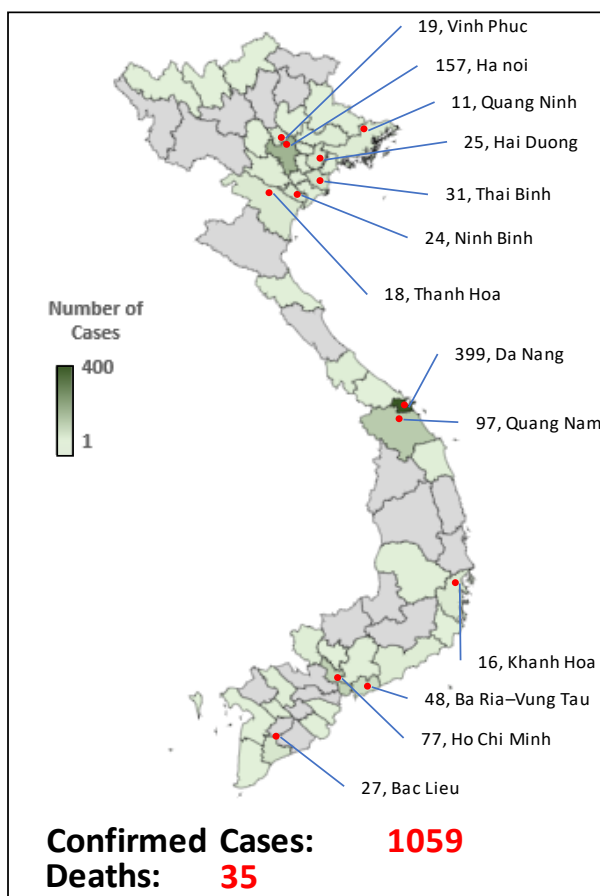 19, Vinh Phuc
157, Ha noi
11, Quang Ninh
25, Hai Duong
31, Thai Binh
24, Ninh Binh
18, Thanh Hoa
Number of
Cases
400
1
399, Da Nang
97, Quang Nam
16, Khanh Hoa
48, Ba Ria–Vung Tau
77, Ho Chi Minh
27, Bac Lieu
Confirmed Cases: 1059
Deaths: 35